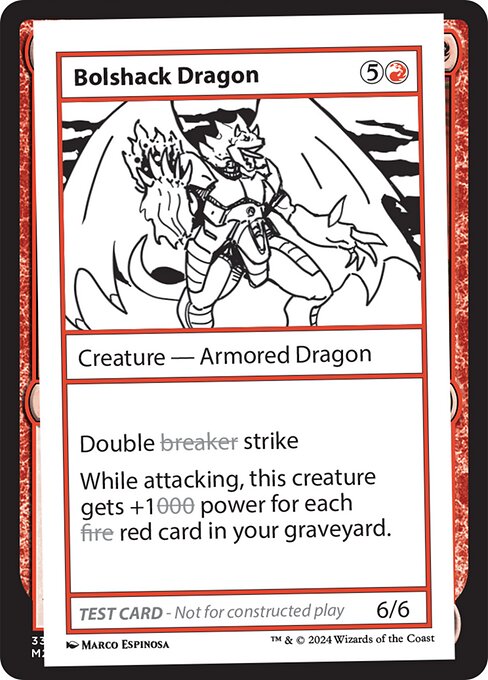 Bolshack Dragon 5
Creature — Armored Dragon
Double breaker strike
While attacking, this creature
gets +1000 power for each
fire red card in your graveyard.
TEST CARD - Not for constructed play 6/6
33
MARCO ESPINOSA ™ & © 2024 Wizards of the Coast